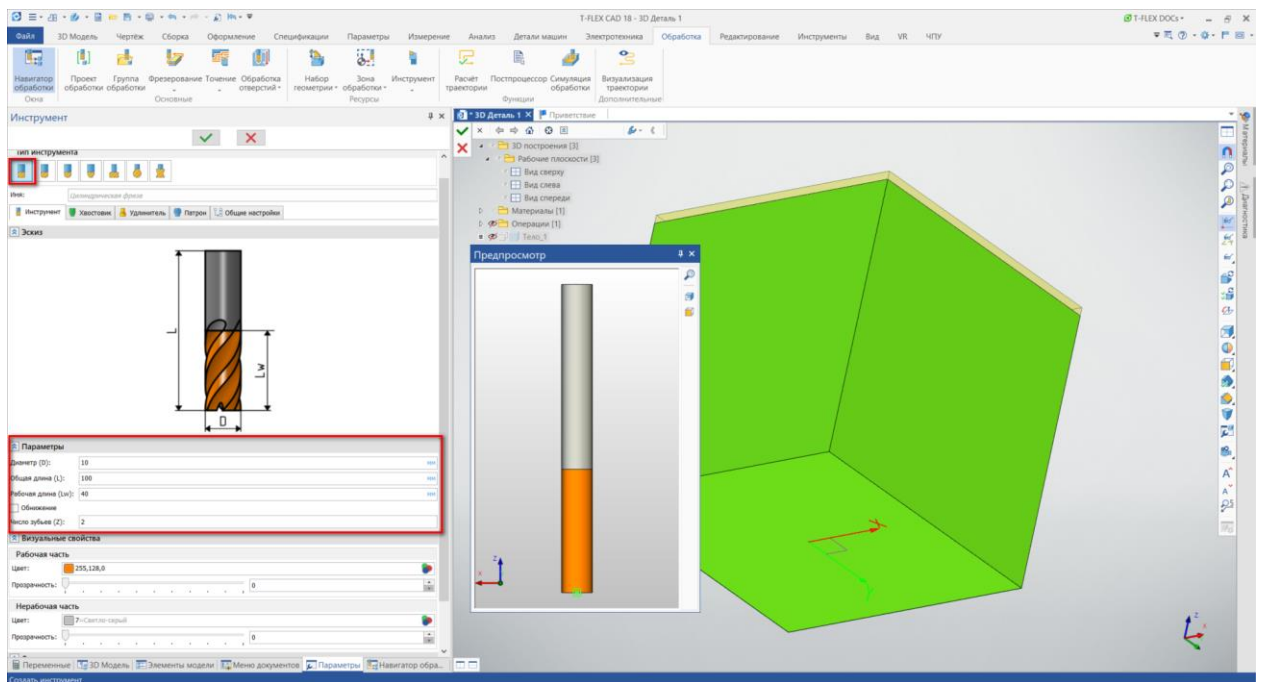 T-FLEX CAD 18 - 3D Деталь 1
T-FLEX DOCs
Файл 3D Модель Чертёж Сборка Оформление Спецификации Параметры Измерение Анализ Детали машин Электротехника Обработка Редактирование Инструменты Вид VR ЧПУ
Навигатор обработки
Проект обработки
Группа обработки
Фрезерование
Точение
Обработка отверстий
Набор геометрии
Зона обработки
Инструмент
Расчёт траектории
Постпроцессор
Симуляция обработки
Визуализация траектории
Окна Основные Ресурсы Функции Дополнительные
Инструмент
3D Деталь 1
Приветствие
Тип инструмента
Имя: Цилиндрическая фреза
Инструмент Хвостовик Удлинитель Патрон Общие настройки
Эскиз
L
Lw
D
Параметры
Диаметр (D): 10
Общая длина (L): 100
Рабочая длина (Lw): 40
Обнижение
Число зубьев (Z): 2
Визуальные свойства
Рабочая часть
Цвет: 255,128,0
Прозрачность: 0
Нерабочая часть
Цвет: 7=Светло-серый
Прозрачность: 0
Переменные 3D Модель Элементы модели Меню документов Параметры Навигатор обра...
Создать инструмент
3D построения [3]
Рабочие плоскости [3]
Вид сверху
Вид слева
Вид спереди
Материалы [1]
Операции [1]
Тело_1
Предпросмотр
Z
X
X
Y
Z
X
Материалы
Диагностика